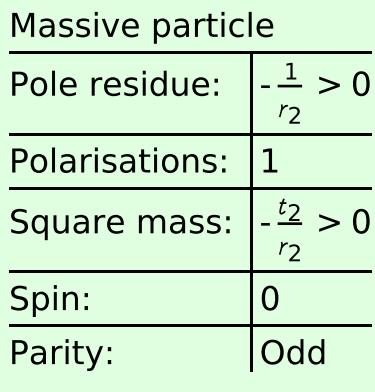 Massive particle
Pole residue: -1/r₂ > 0
Polarisations: 1
Square mass: -t₂/r₂ > 0
Spin: 0
Parity: Odd